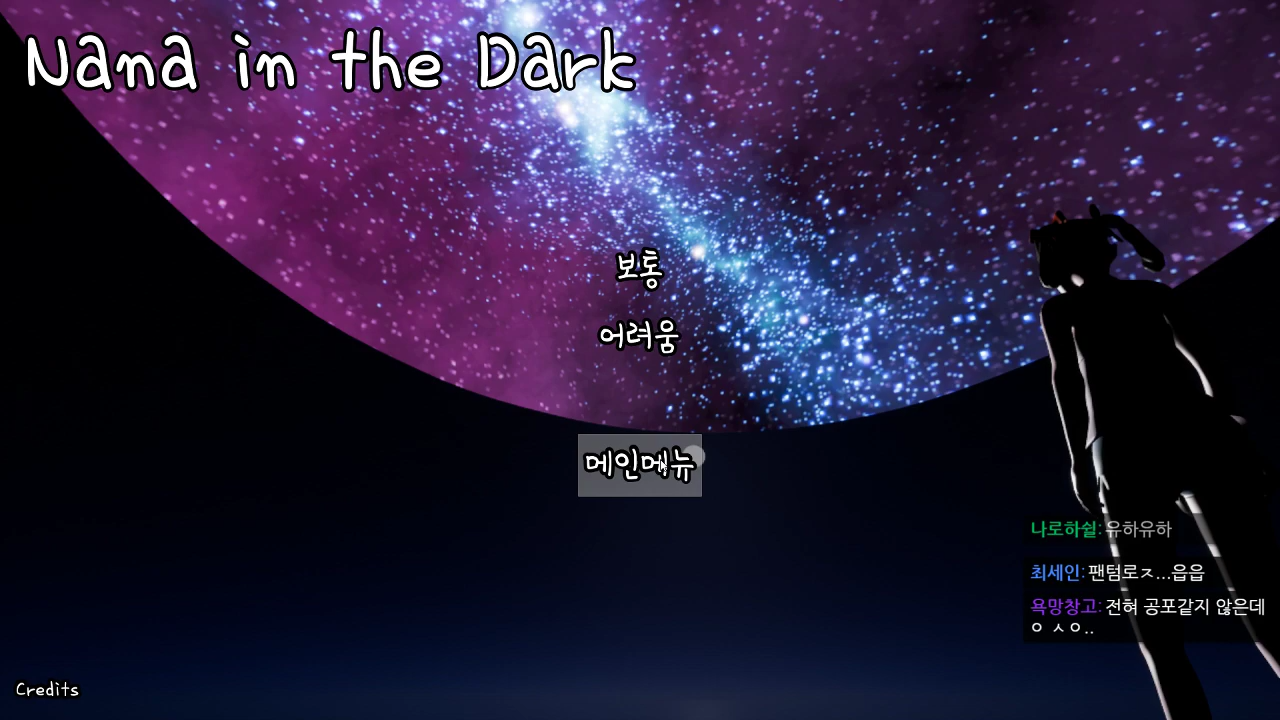 Nana in the Dark
보통
어려움
메인메뉴
나로하쉴: 유하유하
최세인: 팬텀로ㅈ...읍읍
욕망창고: 전혀 공포같지 않은데
ㅇ ㅅㅇ..
Credits